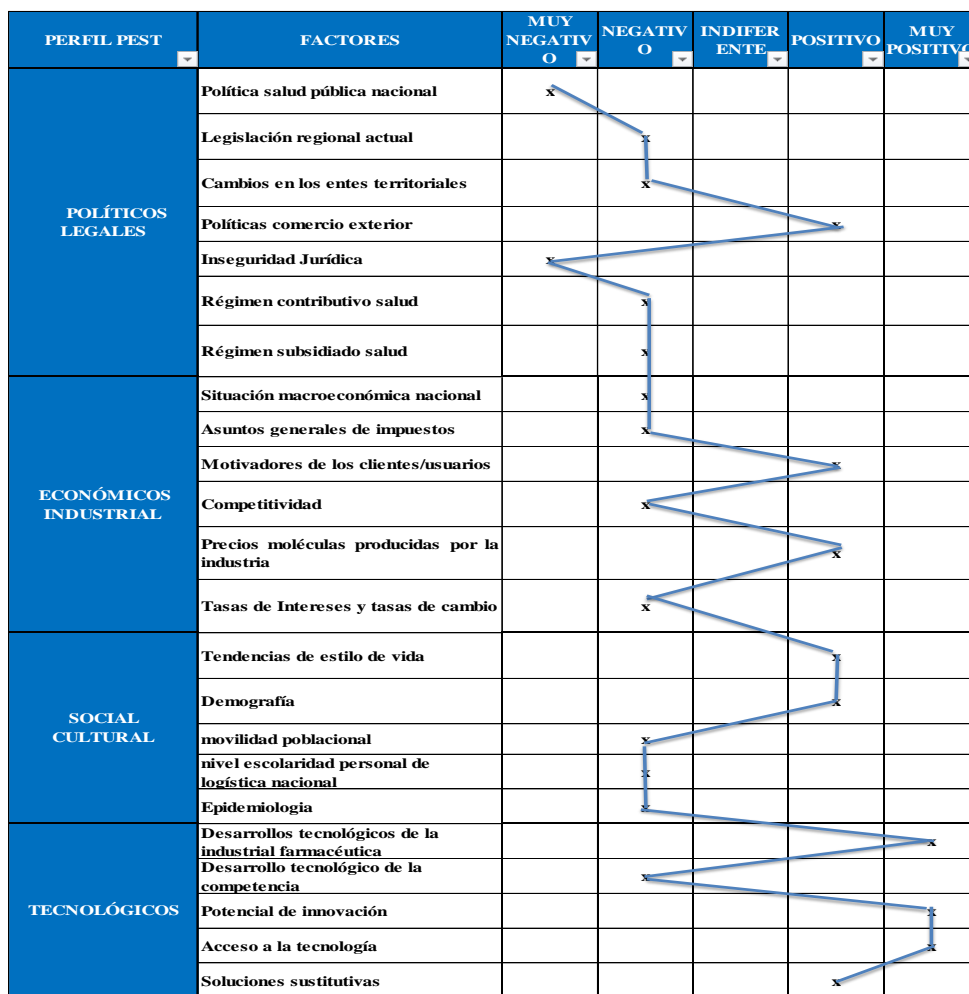 PERFIL PEST FACTORES MUY NEGATIVO NEGATIVO INDIFERENTE POSITIVO MUY POSITIVO
POLÍTICOS LEGALES
Política salud pública nacional x
Legislación regional actual x
Cambios en los entes territoriales x
Políticas comercio exterior x
Inseguridad Jurídica x
Régimen contributivo salud x
Régimen subsidiado salud x
ECONÓMICOS INDUSTRIAL
Situación macroeconómica nacional x
Asuntos generales de impuestos x
Motivadores de los clientes/usuarios x
Competitividad x
Precios moléculas producidas por la
industria x
Tasas de Intereses y tasas de cambio x
SOCIAL CULTURAL
Tendencias de estilo de vida x
Demografía x
movilidad poblacional x
nivel escolaridad personal de
logística nacional x
Epidemiologia x
TECNOLÓGICOS
Desarrollos tecnológicos de la
industrial farmacéutica x
Desarrollo tecnológico de la
competencia x
Potencial de innovación x
Acceso a la tecnología x
Soluciones sustitutivas x